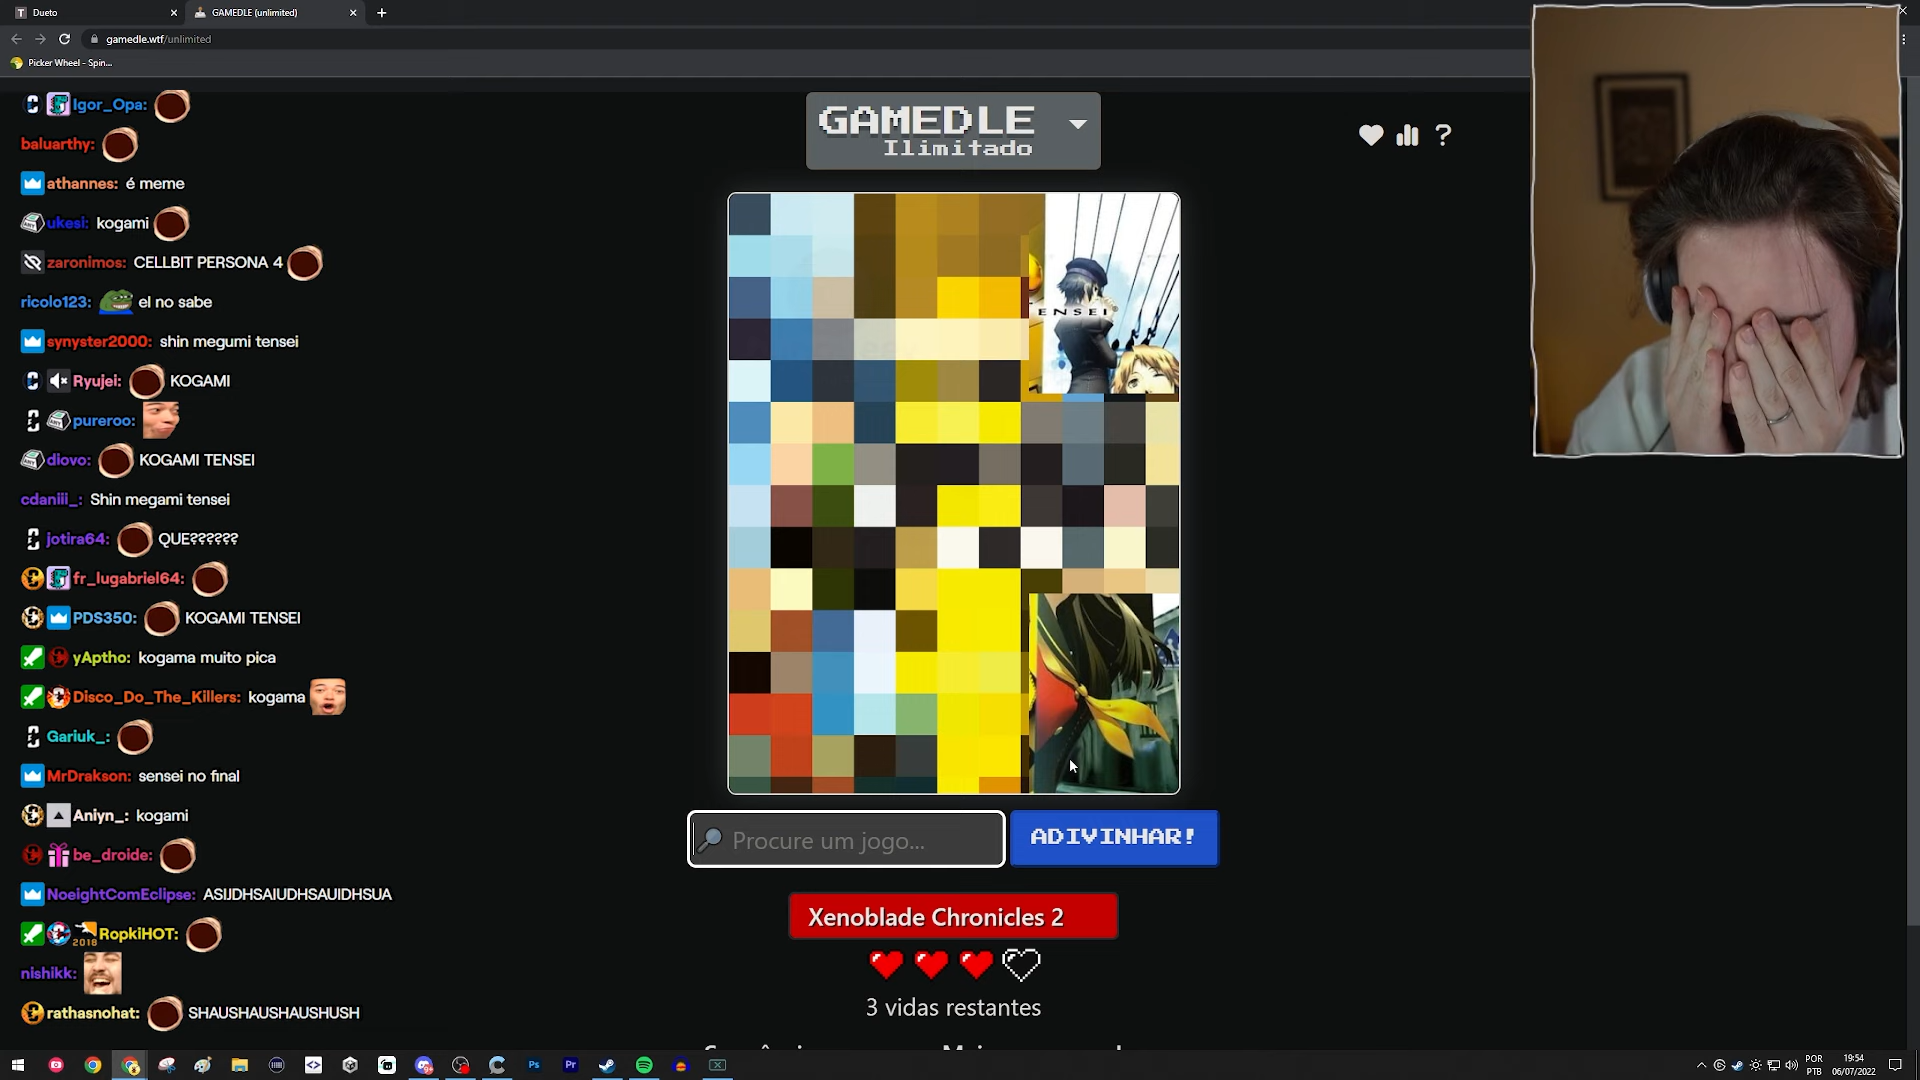 Dueto
GAMEDLE (unlimited)
gamedle.wtf/unlimited
Picker Wheel - Spin...
Igor_Opa:
baluarthy:
athannes: é meme
ukesi: kogami
zaronimos: CELLBIT PERSONA 4
ricolo123: el no sabe
synyster2000: shin megumi tensei
Ryujei: KOGAMI
pureroo:
diovo: KOGAMI TENSEI
cdaniii_: Shin megami tensei
jotira64: QUE??????
fr_lugabriel64:
PDS350: KOGAMI TENSEI
yAptho: kogama muito pica
Disco_Do_The_Killers: kogama
Gariuk_:
MrDrakson: sensei no final
Aniyn_: kogami
be_droide:
NoeightComEclipse: ASIJDHSAIUDHSAUIDHSUA
2018 RopkiHOT:
nishikk:
rathasnohat: SHAUSHAUSHAUSHUSH
GAMEDLE
Ilimitado
?
ENSEI
Procure um jogo...
ADIVINHAR!
Xenoblade Chronicles 2
3 vidas restantes
Ps
Pr
POR
PTB
19:54
06/07/2022